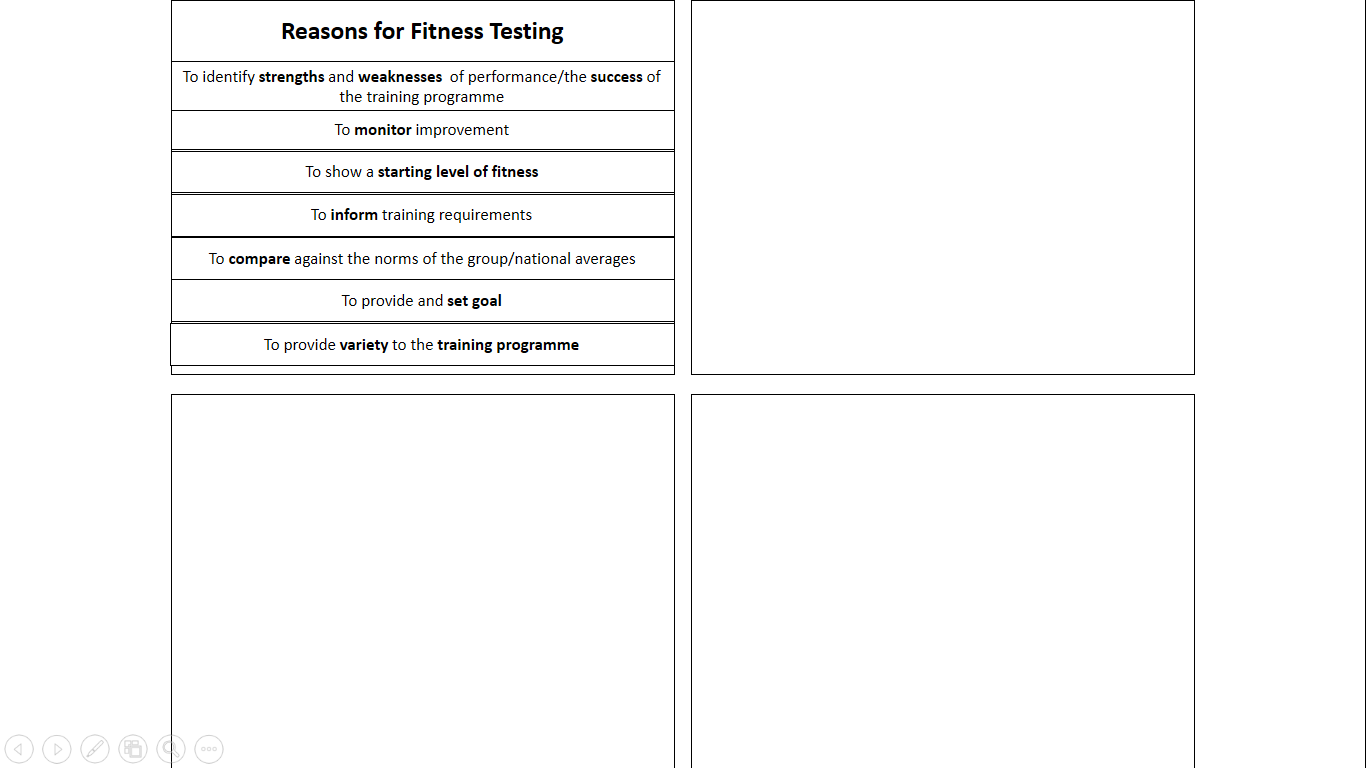 Reasons for Fitness Testing
To identify strengths and weaknesses of performance/the success of
the training programme
To monitor improvement
To show a starting level of fitness
To inform training requirements
To compare against the norms of the group/national averages
To provide and set goal
To provide variety to the training programme